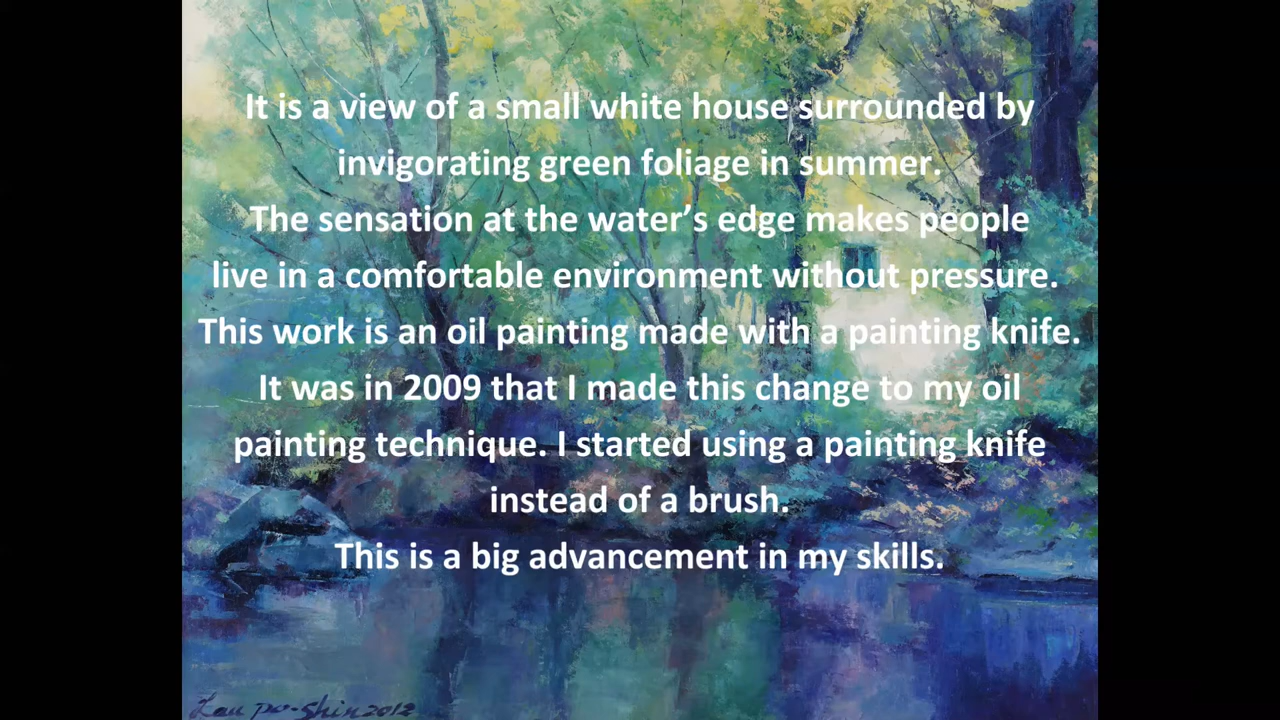 It is a view of a small white house surrounded by
invigorating green foliage in summer.
The sensation at the water’s edge makes people
live in a comfortable environment without pressure.
This work is an oil painting made with a painting knife.
It was in 2009 that I made this change to my oil
painting technique. I started using a painting knife
instead of a brush.
This is a big advancement in my skills.
Lau po-shin 2012